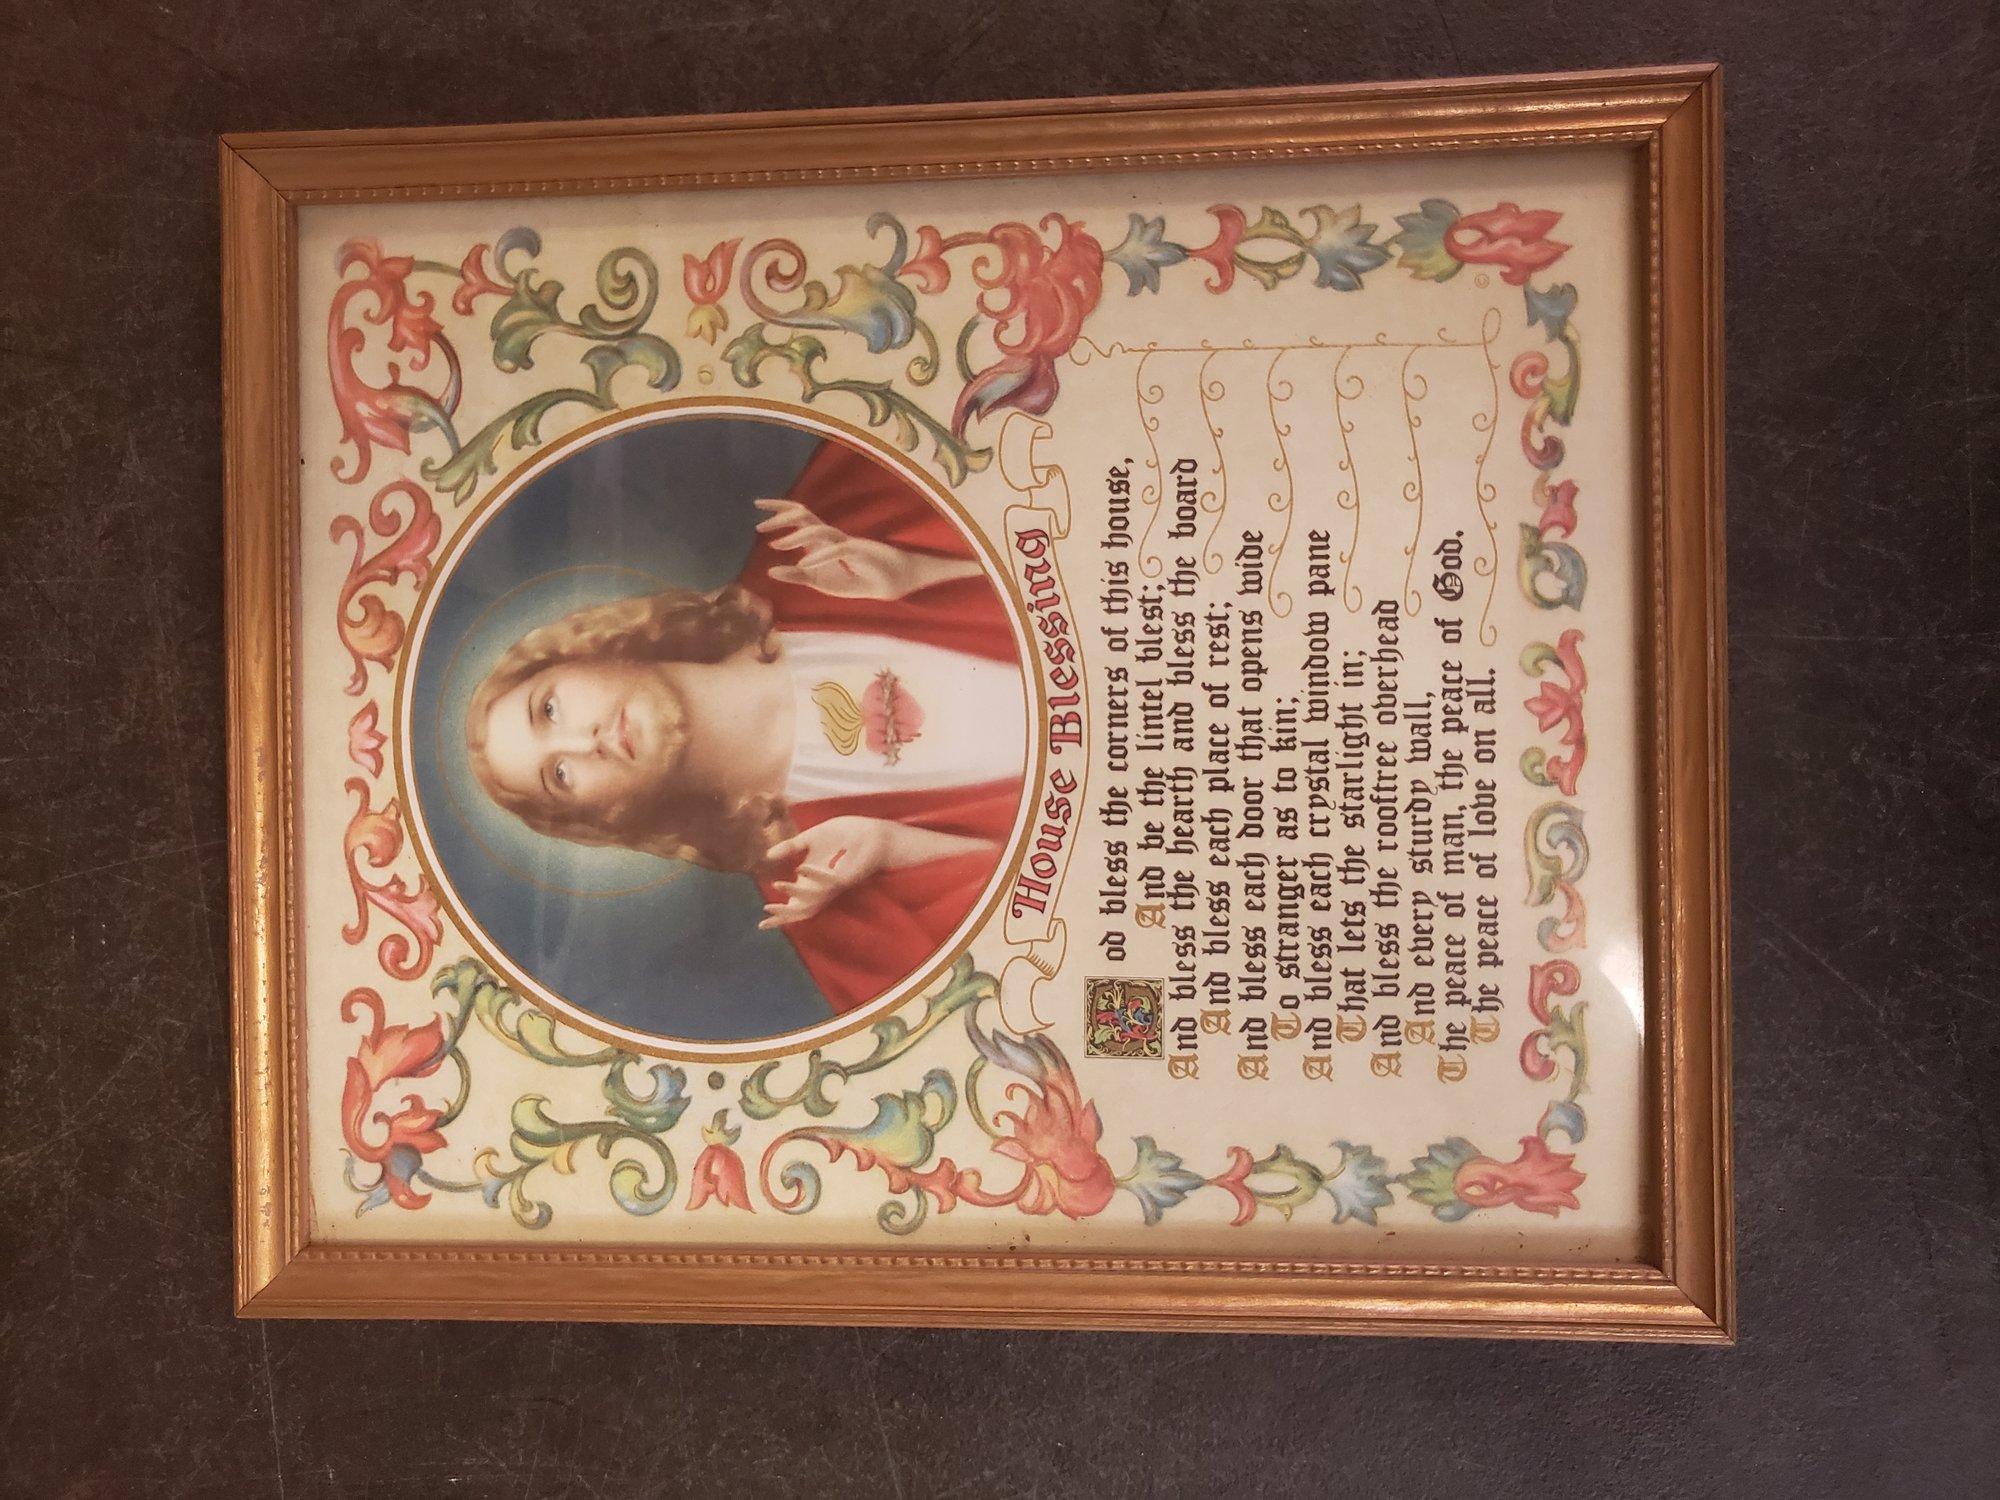 House Blessing
God bless the corners of this house,
And be the lintel blest;
And bless the hearth and bless the board
And bless each place of rest;
And bless each door that opens wide
To stranger as to kin;
And bless each crystal window pane
That lets the starlight in;
And bless the rooftree overhead
And every sturdy wall,
The peace of man, the peace of God.
The peace of love on all.
©